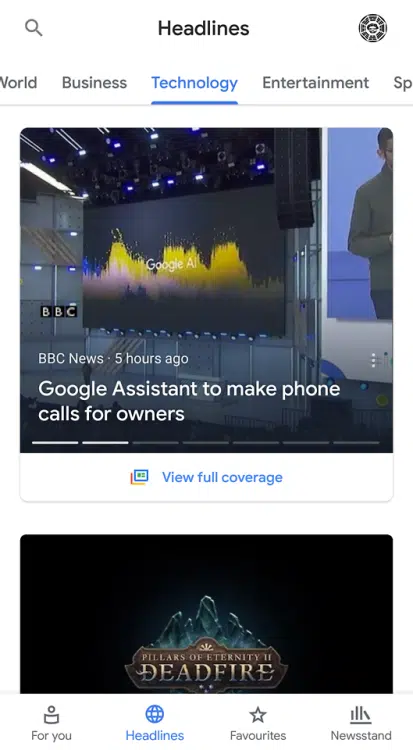 Headlines
World
Business
Technology
Entertainment
Sp
Google AI
BBC
BBC News · 5 hours ago
Google Assistant to make phone
calls for owners
View full coverage
PILLARS OF ETERNITY II
DEADFIRE
For you
Headlines
Favourites
Newsstand